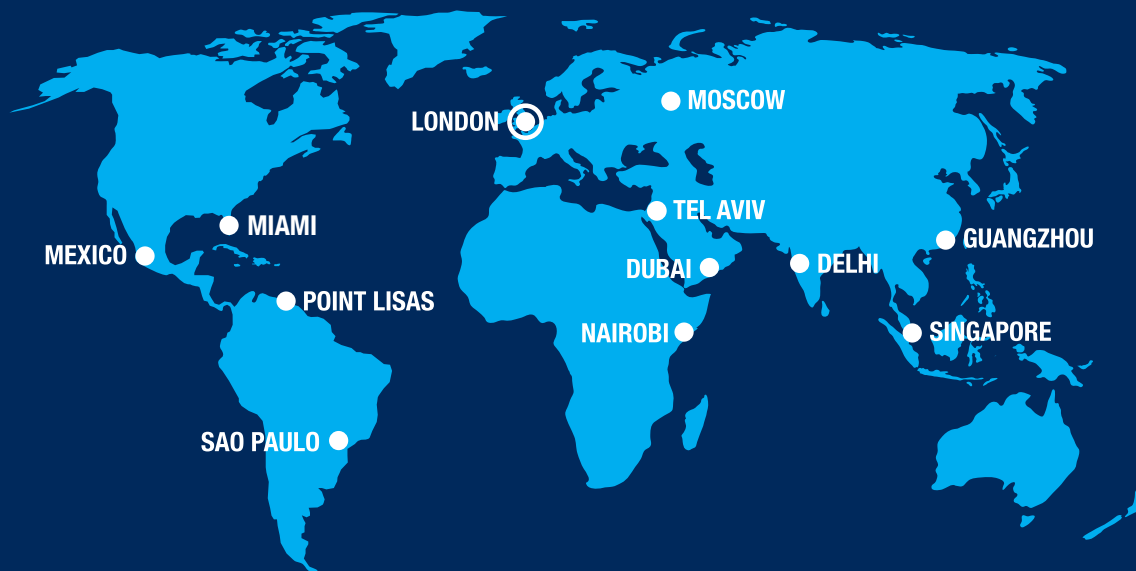 MOSCOW
LONDON
TEL AVIV
MIAMI
GUANGZHOU
MEXICO
DUBAI
DELHI
POINT LISAS
NAIROBI
SINGAPORE
SAO PAULO